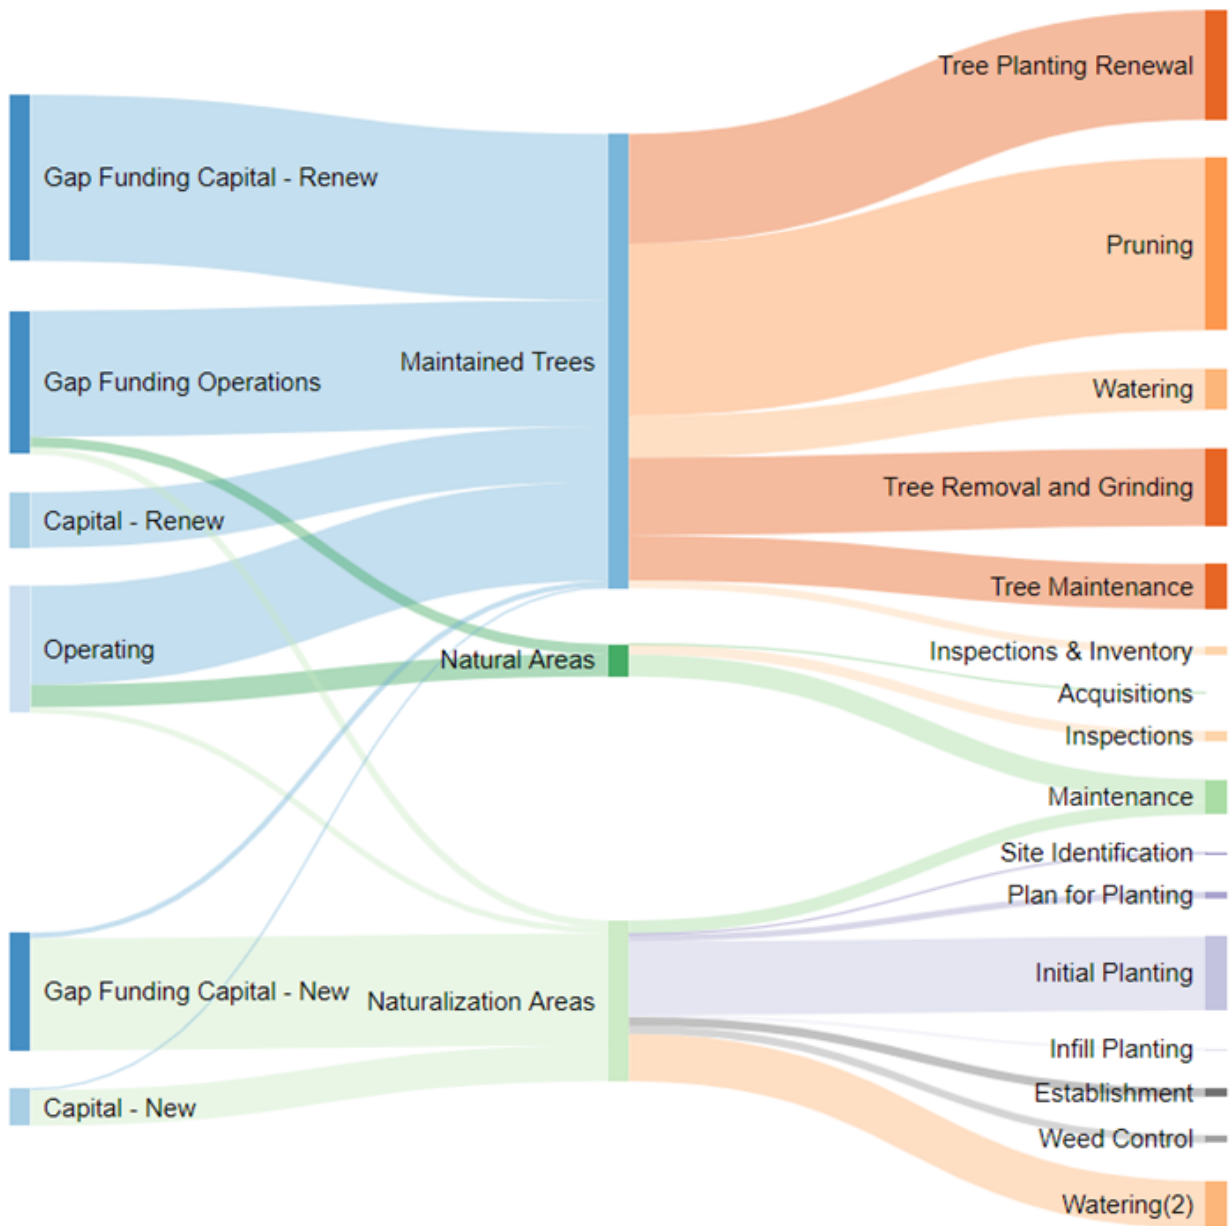 Gap Funding Capital - Renew
Gap Funding Operations
Capital - Renew
Operating
Gap Funding Capital - New
Capital - New
Maintained Trees
Natural Areas
Naturalization Areas
Tree Planting Renewal
Pruning
Watering
Tree Removal and Grinding
Tree Maintenance
Inspections & Inventory
Acquisitions
Inspections
Maintenance
Site Identification
Plan for Planting
Initial Planting
Infill Planting
Establishment
Weed Control
Watering(2)